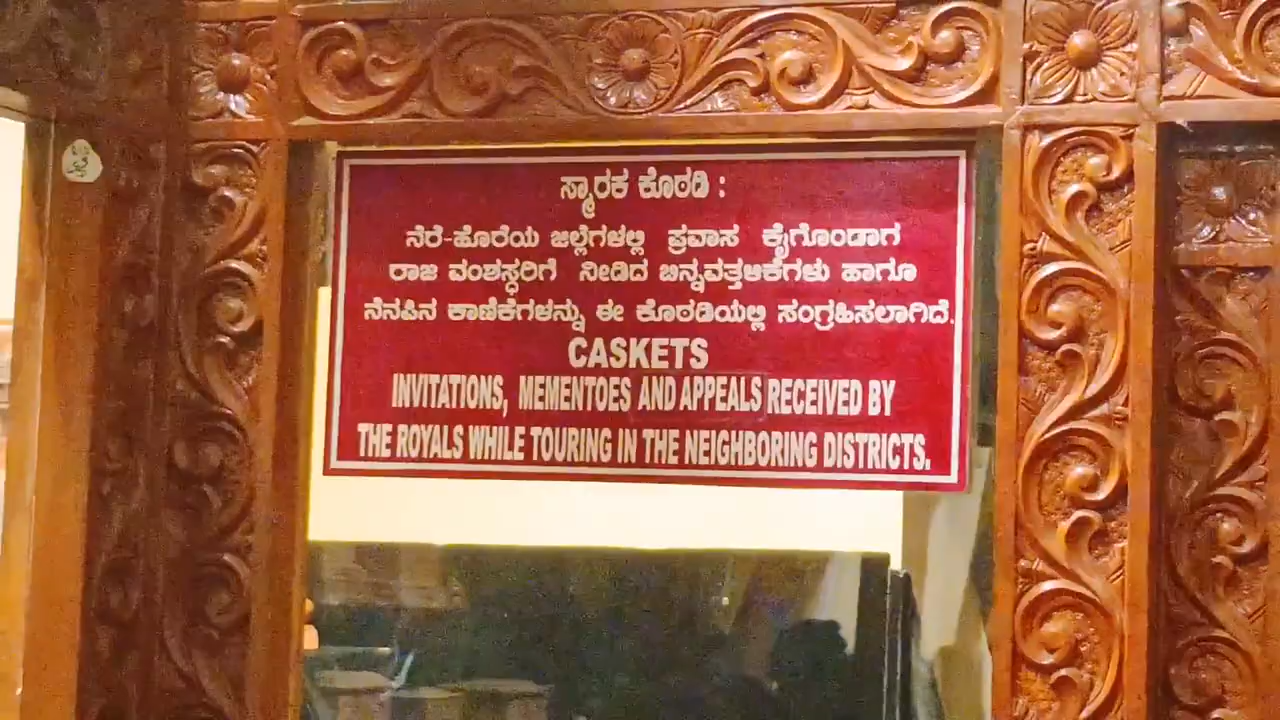 ಸ್ಮಾರಕ ಕೊಠಡಿ :
ನೆರೆ-ಹೊರೆಯ ಜಿಲ್ಲೆಗಳಲ್ಲಿ ಪ್ರವಾಸ ಕೈಗೊಂಡಾಗ
ರಾಜ ವಂಶಸ್ಥರಿಗೆ ನೀಡಿದ ಬಿನ್ನವತ್ತಳಿಕೆಗಳು ಹಾಗೂ
ನೆನಪಿನ ಕಾಣಿಕೆಗಳನ್ನು ಈ ಕೊಠಡಿಯಲ್ಲಿ ಸಂಗ್ರಹಿಸಲಾಗಿದೆ.
CASKETS
INVITATIONS, MEMENTOES AND APPEALS RECEIVED BY
THE ROYALS WHILE TOURING IN THE NEIGHBORING DISTRICTS.